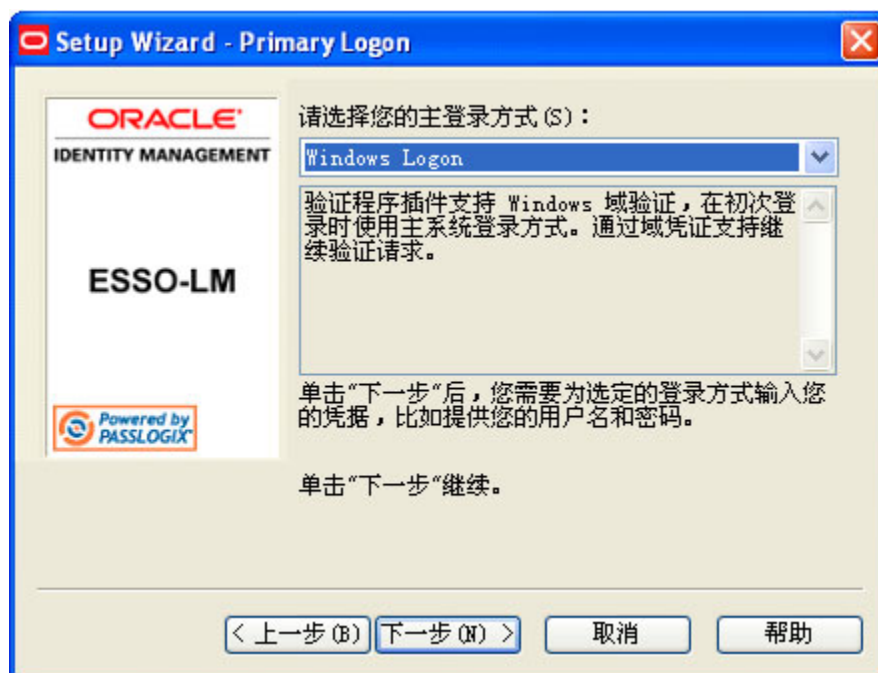 Setup Wizard - Primary Logon
ORACLE
IDENTITY MANAGEMENT
ESSO-LM
Powered by
PASSLOGIX
请选择您的主登录方式(S)：
Windows Logon
验证程序插件支持 Windows 域验证，在初次登
录时使用主系统登录方式。通过域凭证支持继
续验证请求。
单击“下一步”后，您需要为选定的登录方式输入您
的凭据，比如提供您的用户名和密码。
单击“下一步“继续。
< 上一步(B)
下一步(N) >
取消
帮助